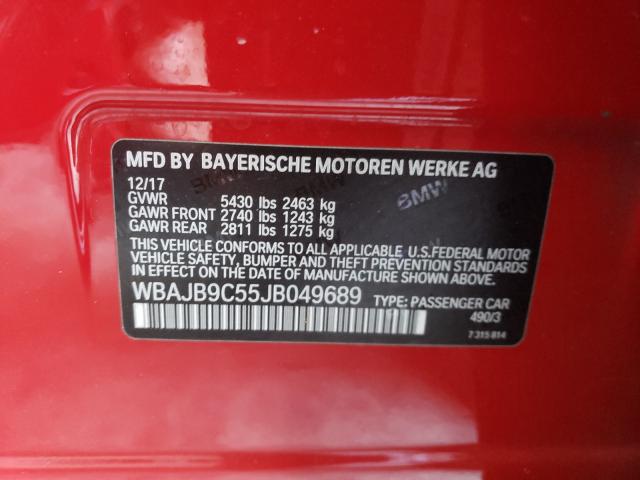 MFD BY BAYERISCHE MOTOREN WERKE AG
12/17
GVWR 5430 lbs 2463 kg
GAWR FRONT 2740 lbs 1243 kg
GAWR REAR 2811 lbs 1275 kg
THIS VEHICLE CONFORMS TO ALL APPLICABLE U.S.FEDERAL MOTOR
VEHICLE SAFETY, BUMPER AND THEFT PREVENTION STANDARDS
IN EFFECT ON THE DATE OF MANUFACTURE SHOWN ABOVE.
WBAJB9C55JB049689 TYPE: PASSENGER CAR
490/3
7 315 814
BMW